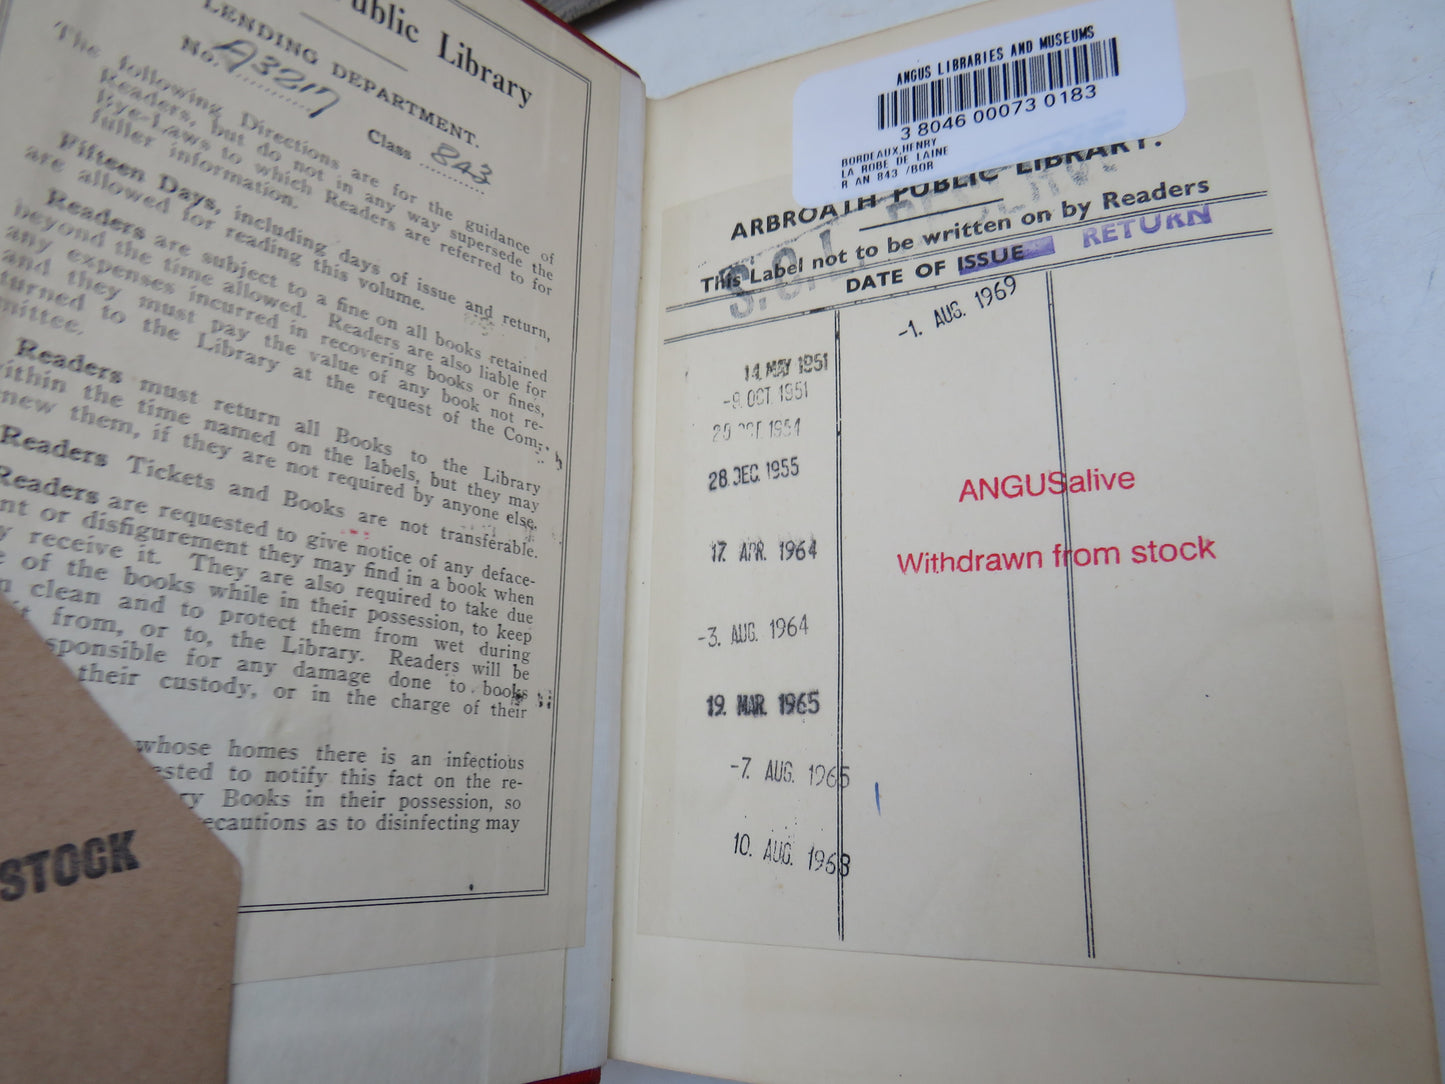 Public Library
LENDING DEPARTMENT.
No. A3217
Class 843
The following Directions are for the guidance of
Readers, but do not in any way supersede the
Bye-Laws to which Readers are referred to for
fuller information.
Fifteen Days, including days of issue and return,
are allowed for reading this volume.
Readers are subject to a fine on all books retained
beyond the time allowed. Readers are also liable for
any expenses incurred in recovering books or fines,
and they must pay the value of any book not re-
turned to the Library at the request of the Com-
mittee.
Readers must return all Books to the Library
within the time named on the labels, but they may
renew them, if they are not required by anyone else.
Readers Tickets and Books are not transferable.
Readers are requested to give notice of any deface-
nt or disfigurement they may find in a book when
y receive it. They are also required to take due
e of the books while in their possession, to keep
n clean and to protect them from wet during
it from, or to, the Library. Readers will be
sponsible for any damage done to books
their custody, or in the charge of their
whose homes there is an infectious
ested to notify this fact on the re-
ry Books in their possession, so
ecautions as to disinfecting may
STOCK
ANGUS LIBRARIES AND MUSEUMS
3 8046 00073 0183
BORDEAUX,HENRY
LA ROBE DE LAINE
R AN 843 /BOR
ARBROATH PUBLIC LIBRARY.
RESERVE
S.O.L.
This Label not to be written on by Readers
DATE OF ISSUE RETURN
14. MAY 1951
-9. OCT. 1951
1954
28. DEC. 1955
17. APR. 1964
-3. AUG. 1964
19. MAR. 1965
-7. AUG. 1965
10. AUG. 1968
-1. AUG. 1969
ANGUSalive
Withdrawn from stock